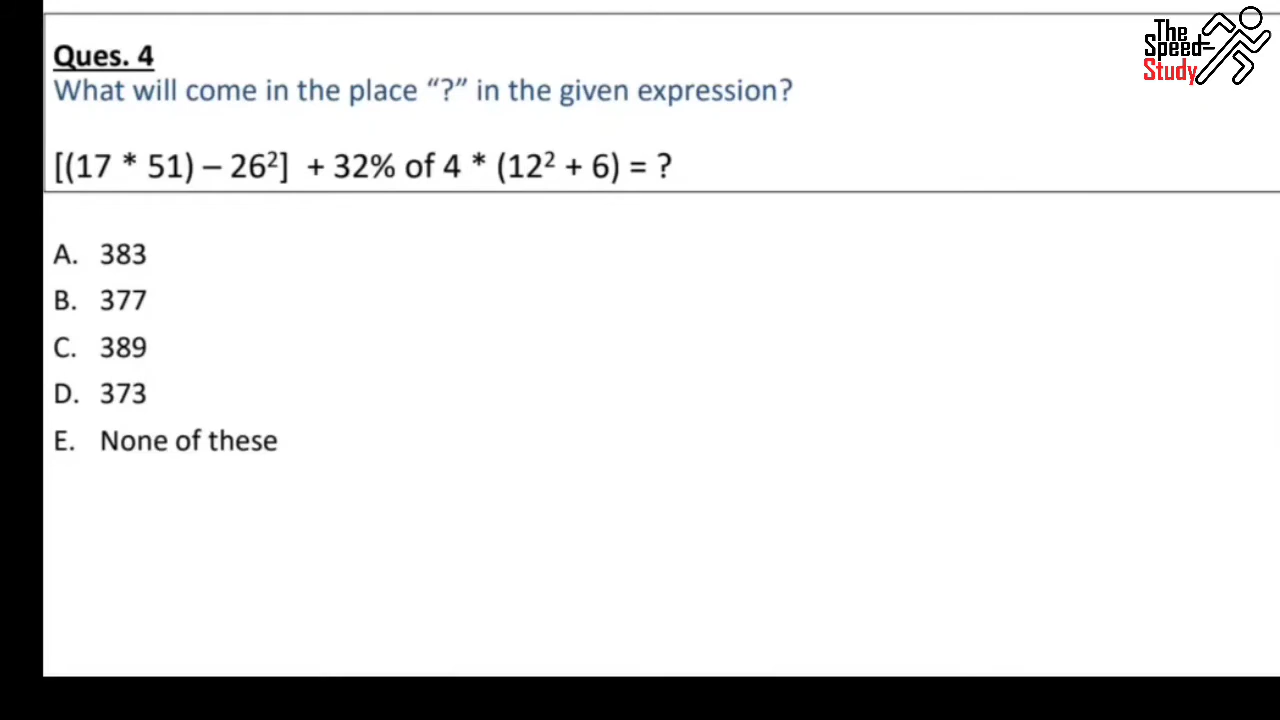 The
Speed
Study
Ques. 4
What will come in the place “?” in the given expression?
[(17 * 51) – 26²] + 32% of 4 * (12² + 6) = ?
A. 383
B. 377
C. 389
D. 373
E. None of these